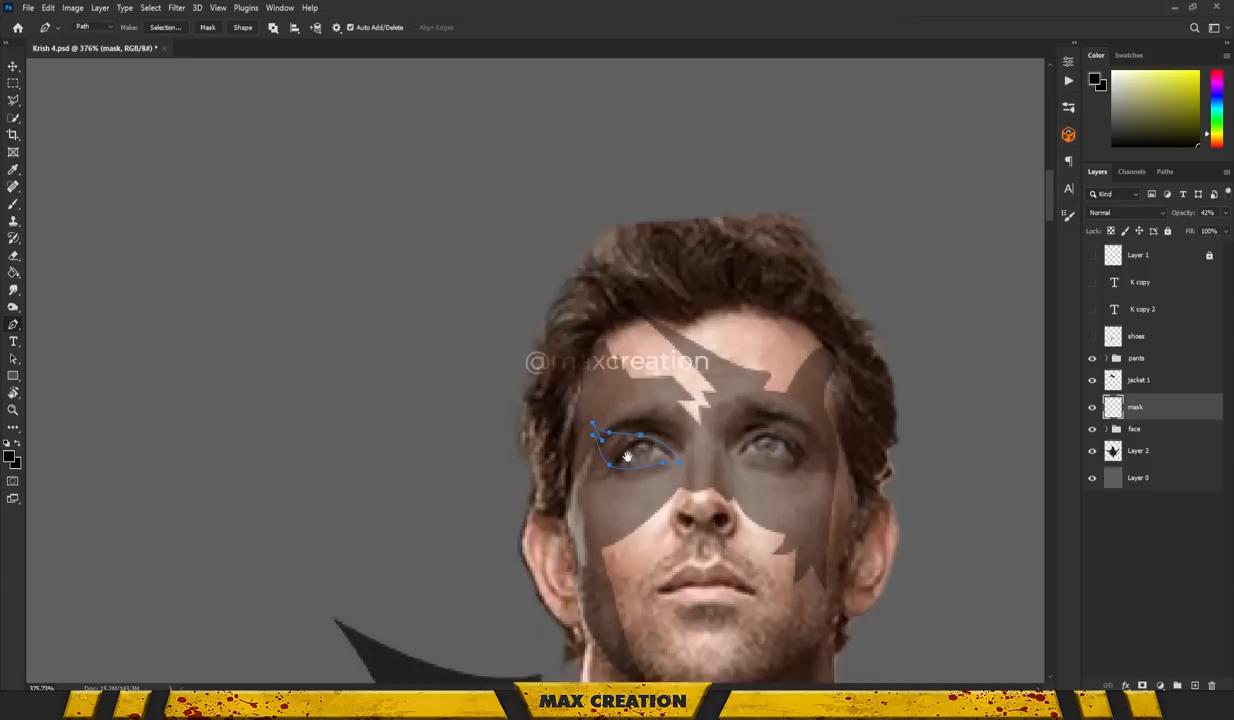 File Edit Image Layer Type Select Filter 3D View Plugins Window Help
Path Make: Selection... Mask Shape Auto Add/Delete Align Edges
Krish 4.psd @ 376% (mask, RGB/8#) * ×
Color Swatches
Layers Channels Paths
Kind
Normal Opacity: 42%
Lock: Fill: 100%
Layer 1
T K copy
T K copy 2
shoes
pants
jacket 1
mask
face
Layer 2
Layer 0
@maxcreation
MAX CREATION